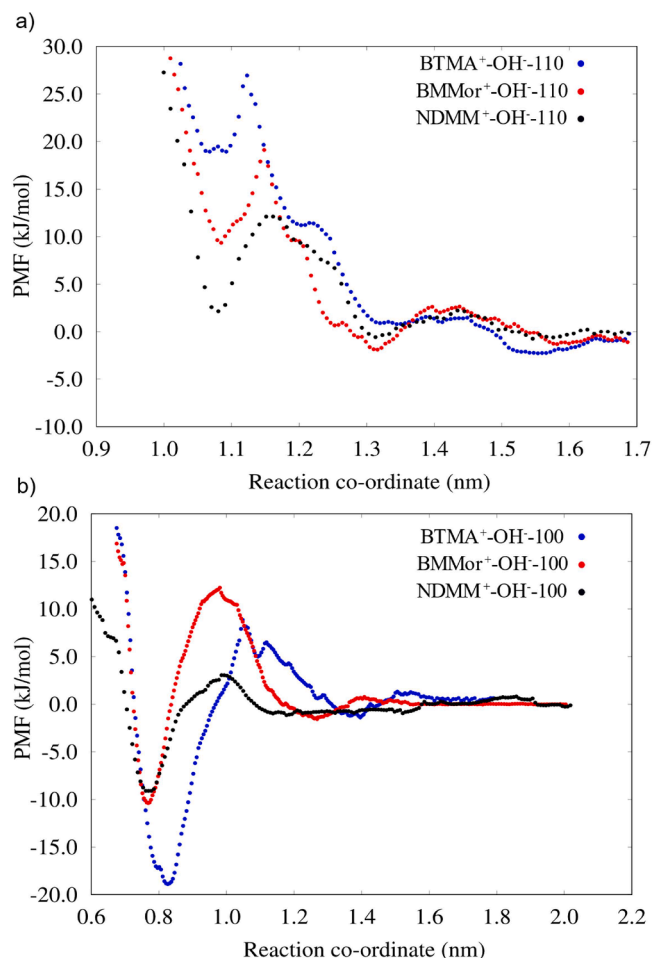 a)
30.0
25.0
20.0
15.0
10.0
5.0
0.0
-5.0
-10.0
PMF (kJ/mol)
BTMA⁺-OH⁻-110
BMMor⁺-OH⁻-110
NDMM⁺-OH⁻-110
0.9 1.0 1.1 1.2 1.3 1.4 1.5 1.6 1.7
Reaction co-ordinate (nm)
b)
20.0
15.0
10.0
5.0
0.0
-5.0
-10.0
-15.0
-20.0
PMF (kJ/mol)
BTMA⁺-OH⁻-100
BMMor⁺-OH⁻-100
NDMM⁺-OH⁻-100
0.6 0.8 1.0 1.2 1.4 1.6 1.8 2.0 2.2
Reaction co-ordinate (nm)